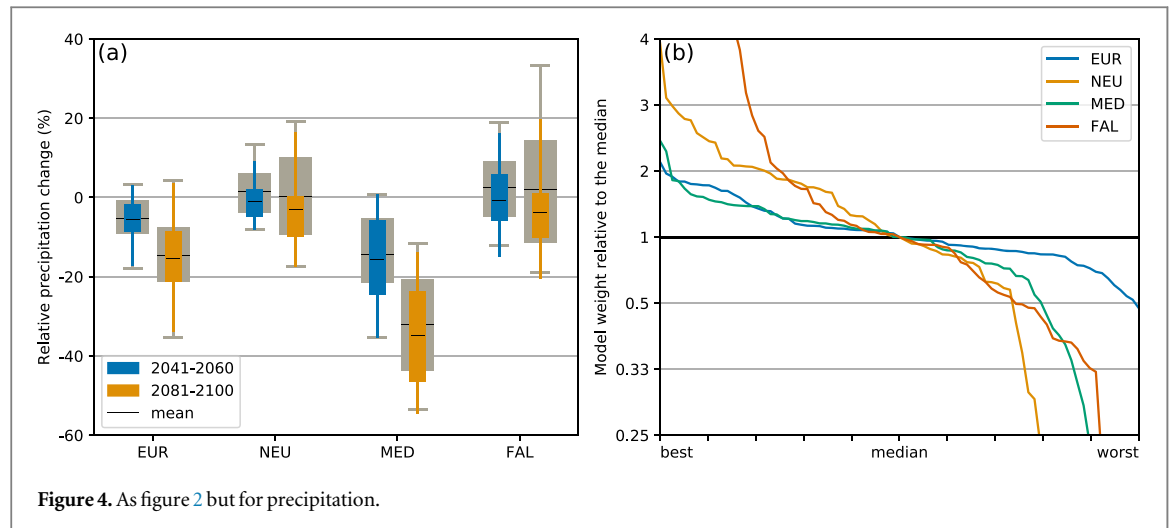 (a)
Relative precipitation change (%)
40
20
0
-20
-40
-60
2041-2060
2081-2100
mean
EUR NEU MED FAL
(b)
Model weight relative to the median
4
3
2
1
0.5
0.33
0.25
EUR
NEU
MED
FAL
best median worst
Figure 4. As figure 2 but for precipitation.